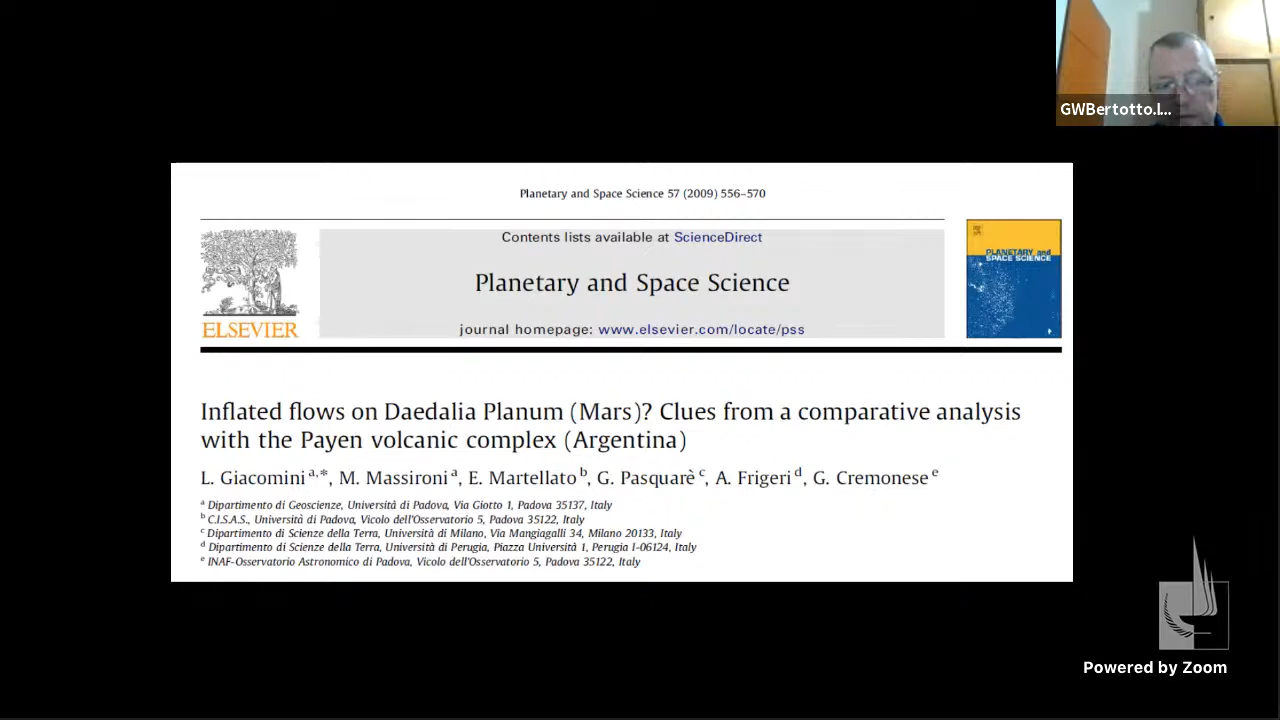 GWBertotto.l...
Planetary and Space Science 57 (2009) 556–570
Contents lists available at ScienceDirect
Planetary and Space Science
journal homepage: www.elsevier.com/locate/pss
ELSEVIER
PLANETARY and
SPACE SCIENCE
Inflated flows on Daedalia Planum (Mars)? Clues from a comparative analysis
with the Payen volcanic complex (Argentina)
L. Giacomini a,*, M. Massironi a, E. Martellato b, G. Pasquarè c, A. Frigeri d, G. Cremonese e
a Dipartimento di Geoscienze, Università di Padova, Via Giotto 1, Padova 35137, Italy
b C.I.S.A.S., Università di Padova, Vicolo dell'Osservatorio 5, Padova 35122, Italy
c Dipartimento di Scienze della Terra, Università di Milano, Via Mangiagalli 34, Milano 20133, Italy
d Dipartimento di Scienze della Terra, Università di Perugia, Piazza Università 1, Perugia I-06124, Italy
e INAF-Osservatorio Astronomico di Padova, Vicolo dell'Osservatorio 5, Padova 35122, Italy
Powered by Zoom